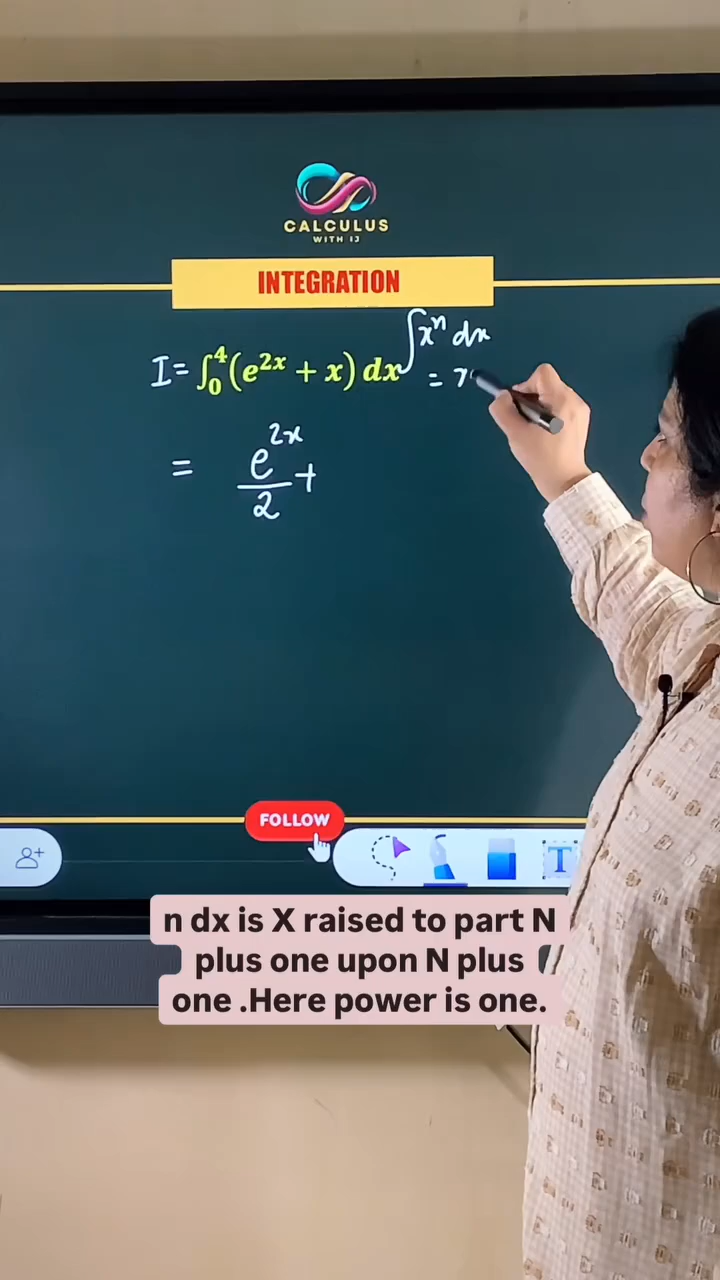 CALCULUS
WITH IJ
INTEGRATION
∫xⁿ dx
I = ∫₀⁴(e²ˣ + x) dx
= x
= e²ˣ/2 +
FOLLOW
T
n dx is X raised to part N
plus one upon N plus
one .Here power is one.